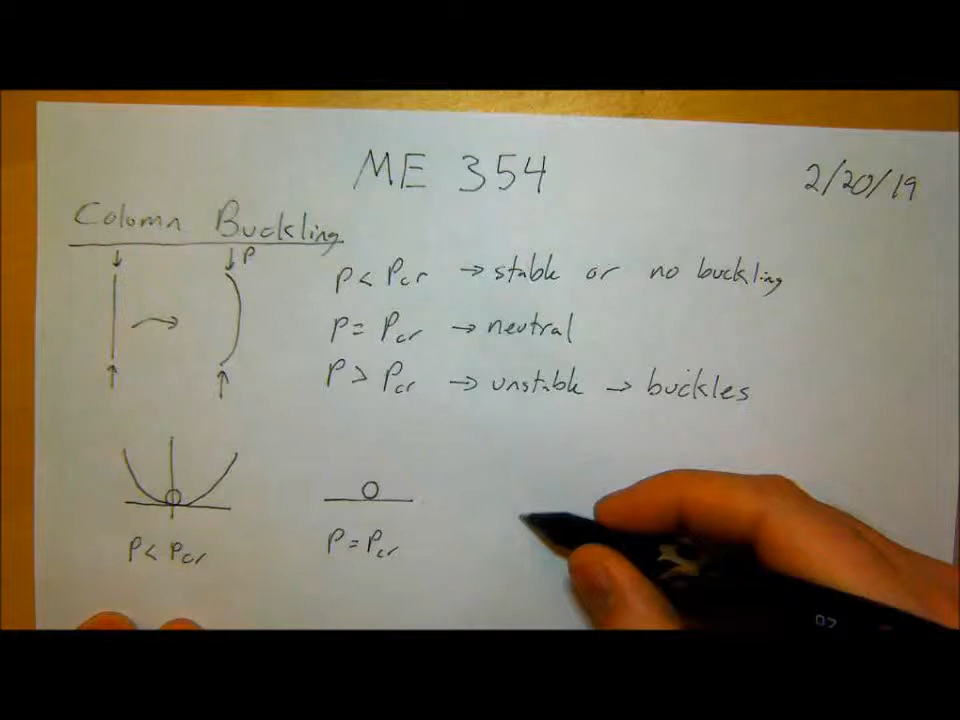 ME 354
2/20/19
Column Buckling
P
P < Pcr → stable or no buckling
P = Pcr → neutral
P > Pcr → unstable → buckles
P < Pcr
P = Pcr
07